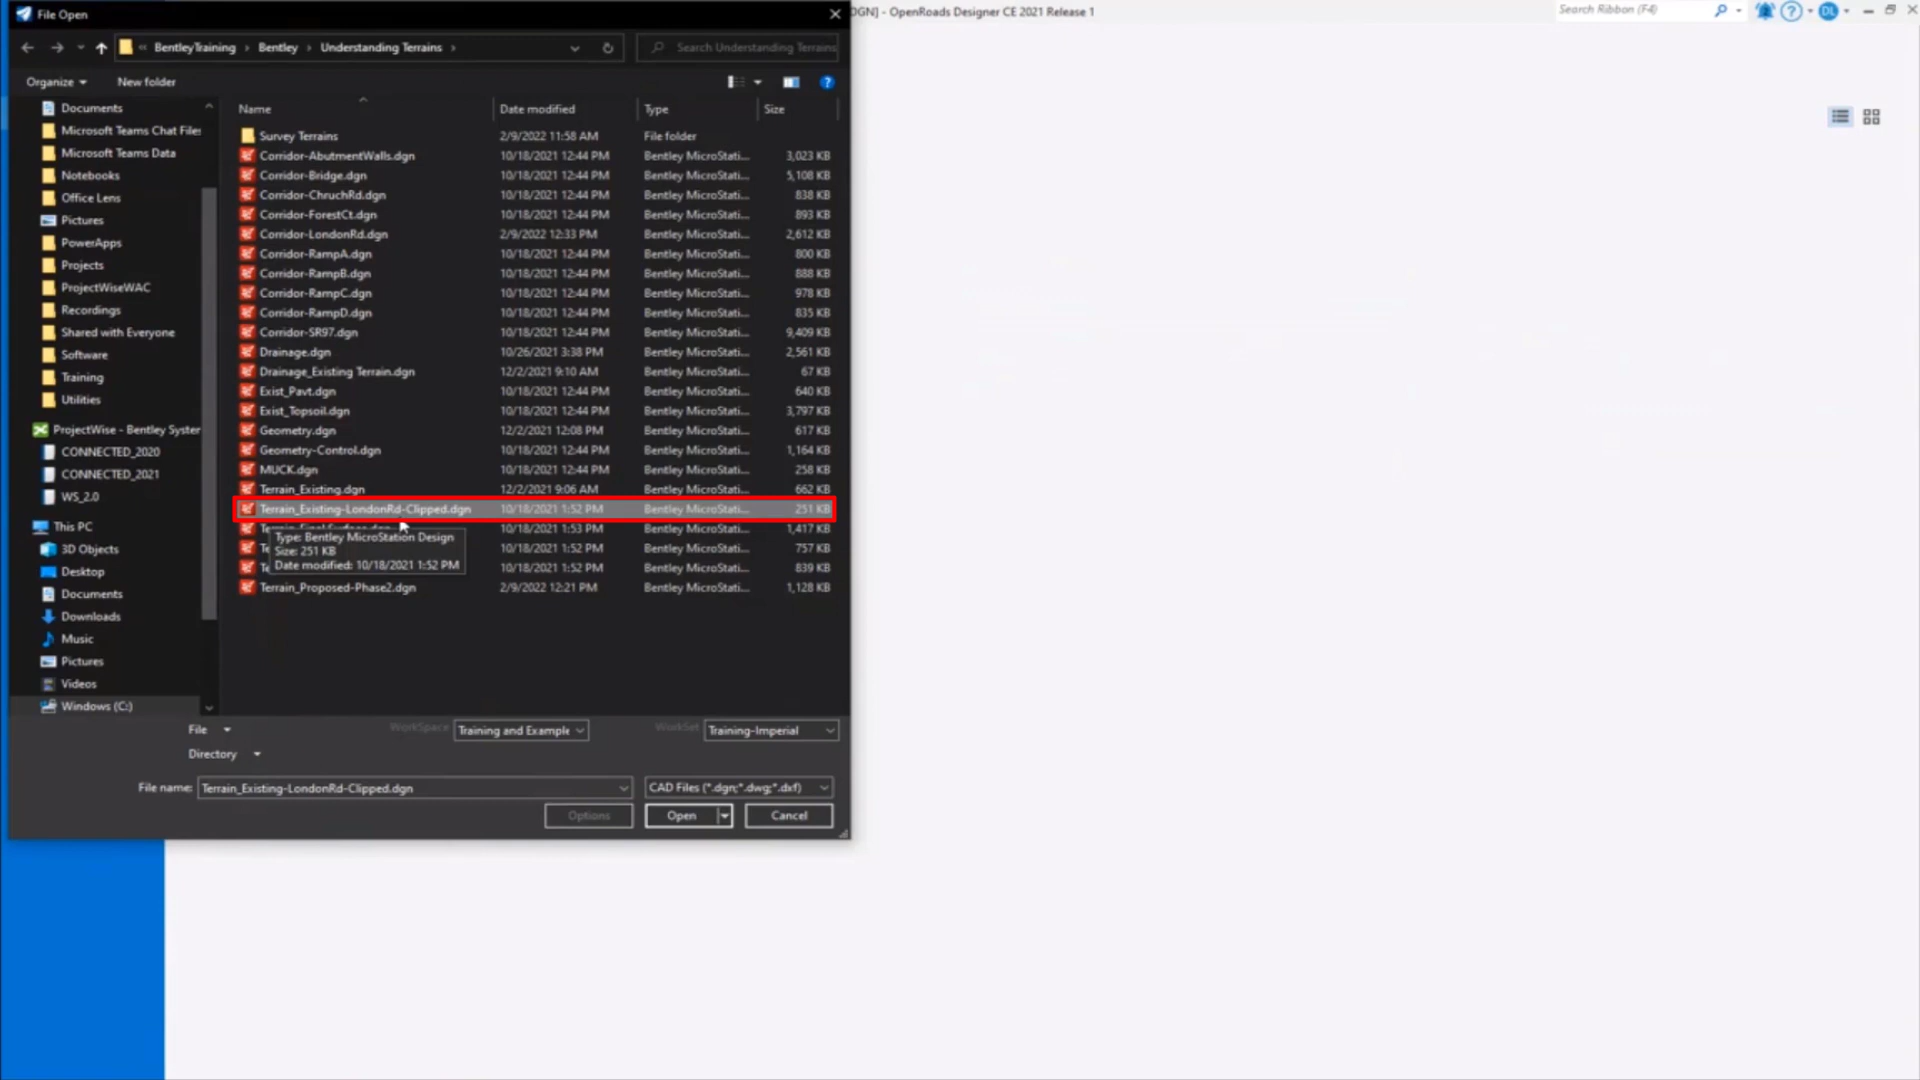 File Open
DGN] - OpenRoads Designer CE 2021 Release 1
Search Ribbon (F4)
DL
« BentleyTraining › Bentley › Understanding Terrains ›
Search Understanding Terrains
Organize
New folder
Name
Date modified
Type
Size
Documents
Microsoft Teams Chat Files
Microsoft Teams Data
Notebooks
Office Lens
Pictures
PowerApps
Projects
ProjectWiseWAC
Recordings
Shared with Everyone
Software
Training
Utilities
ProjectWise - Bentley System
CONNECTED_2020
CONNECTED_2021
WS_2.0
This PC
3D Objects
Desktop
Documents
Downloads
Music
Pictures
Videos
Windows (C:)
Survey Terrains 2/9/2022 11:58 AM File folder
Corridor-AbutmentWalls.dgn 10/18/2021 12:44 PM Bentley MicroStati... 3,023 KB
Corridor-Bridge.dgn 10/18/2021 12:44 PM Bentley MicroStati... 5,108 KB
Corridor-ChruchRd.dgn 10/18/2021 12:44 PM Bentley MicroStati... 838 KB
Corridor-ForestCt.dgn 10/18/2021 12:44 PM Bentley MicroStati... 893 KB
Corridor-LondonRd.dgn 2/9/2022 12:33 PM Bentley MicroStati... 2,612 KB
Corridor-RampA.dgn 10/18/2021 12:44 PM Bentley MicroStati... 800 KB
Corridor-RampB.dgn 10/18/2021 12:44 PM Bentley MicroStati... 888 KB
Corridor-RampC.dgn 10/18/2021 12:44 PM Bentley MicroStati... 978 KB
Corridor-RampD.dgn 10/18/2021 12:44 PM Bentley MicroStati... 835 KB
Corridor-SR97.dgn 10/18/2021 12:44 PM Bentley MicroStati... 9,409 KB
Drainage.dgn 10/26/2021 3:38 PM Bentley MicroStati... 2,561 KB
Drainage_Existing Terrain.dgn 12/2/2021 9:10 AM Bentley MicroStati... 67 KB
Exist_Pavt.dgn 10/18/2021 12:44 PM Bentley MicroStati... 640 KB
Exist_Topsoil.dgn 10/18/2021 12:44 PM Bentley MicroStati... 3,797 KB
Geometry.dgn 12/2/2021 12:08 PM Bentley MicroStati... 617 KB
Geometry-Control.dgn 10/18/2021 12:44 PM Bentley MicroStati... 1,164 KB
MUCK.dgn 10/18/2021 12:44 PM Bentley MicroStati... 258 KB
Terrain_Existing.dgn 12/2/2021 9:06 AM Bentley MicroStati... 662 KB
Terrain_Existing-LondonRd-Clipped.dgn 10/18/2021 1:52 PM Bentley MicroStati... 251 KB
10/18/2021 1:53 PM Bentley MicroStati... 1,417 KB
Te 10/18/2021 1:52 PM Bentley MicroStati... 757 KB
Te 10/18/2021 1:52 PM Bentley MicroStati... 839 KB
Type: Bentley MicroStation Design
Size: 251 KB
Date modified: 10/18/2021 1:52 PM
Terrain_Proposed-Phase2.dgn 2/9/2022 12:21 PM Bentley MicroStati... 1,128 KB
File
WorkSpace Training and Example
WorkSet Training-Imperial
Directory
File name: Terrain_Existing-LondonRd-Clipped.dgn
CAD Files (*.dgn;*.dwg;*.dxf)
Options
Open
Cancel